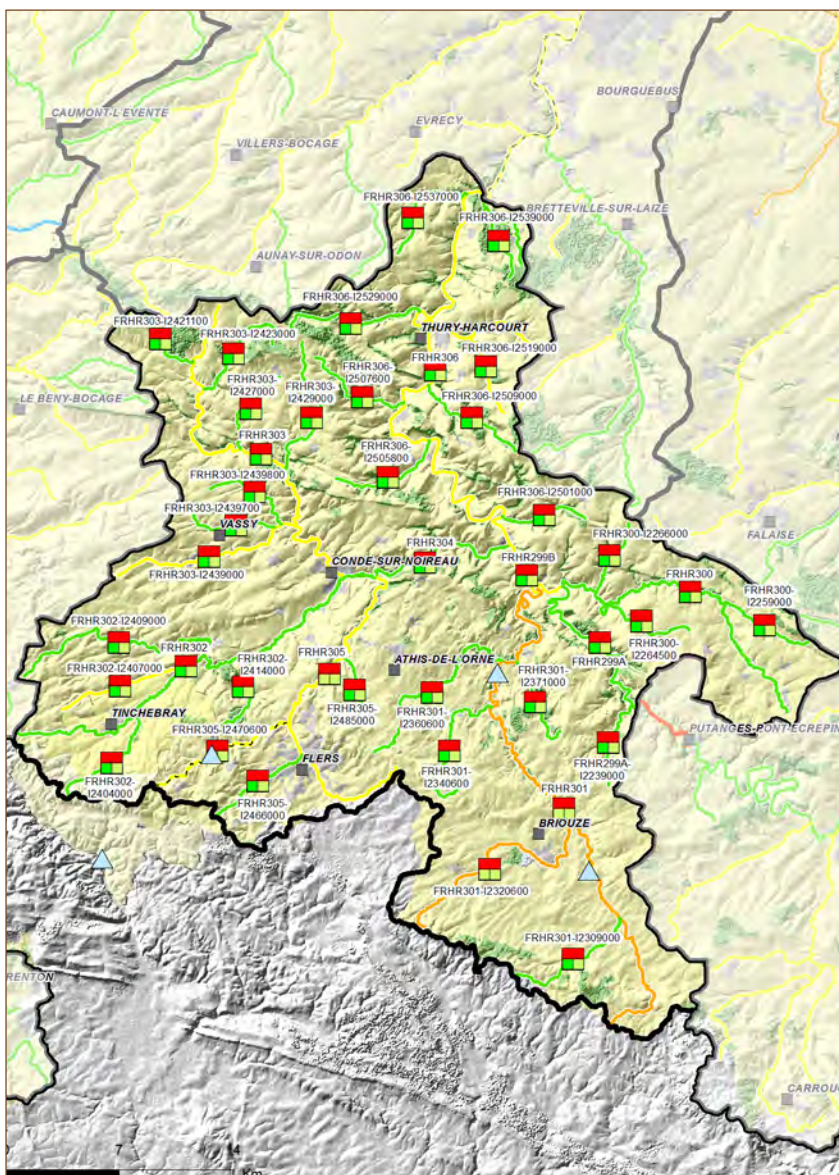 BOURGUEBUS
CAUMONT-L'EVENTE
EVRECY
VILLERS-BOCAGE
FRHR306-I2537000
BRETTEVILLE-SUR-LAIZE
FRHR306-I2539000
AUNAY-SUR-ODON
FRHR306-I2529000
FRHR303-I2421100
THURY-HARCOURT
FRHR303-I2423000
FRHR306-I2519000
FRHR306
FRHR306-
I2507600
FRHR303-
I2427000
FRHR303-
I2429000
LE BENY-BOCAGE
FRHR306-I2509000
FRHR303
FRHR306-
I2505800
FRHR303-I2439800
FRHR306-I2501000
FRHR303-I2439700
VASSY
FRHR300-I2266000
FALAISE
FRHR304
FRHR299B
CONDE-SUR-NOIREAU
FRHR303-I2439000
FRHR300
FRHR300-
I2259000
FRHR302-I2409000
FRHR300-
I2264500
FRHR302
FRHR299A
FRHR302-I2407000
FRHR302-
I2414000
FRHR305
ATHIS-DE-L'ORNE
FRHR301-
I2371000
FRHR305-
I2485000
FRHR301-
I2360600
TINCHEBRAY
FRHR305-I2470600
PUTANGES-PONT-ECREPIN
FLERS
FRHR302-
I2404000
FRHR305-
I2466000
FRHR301-
I2340600
FRHR299A-
I2239000
FRHR301
BRIOUZE
FRHR301-I2320600
FRHR301-I2309000
RENTON
CARROUG
7
14
Km